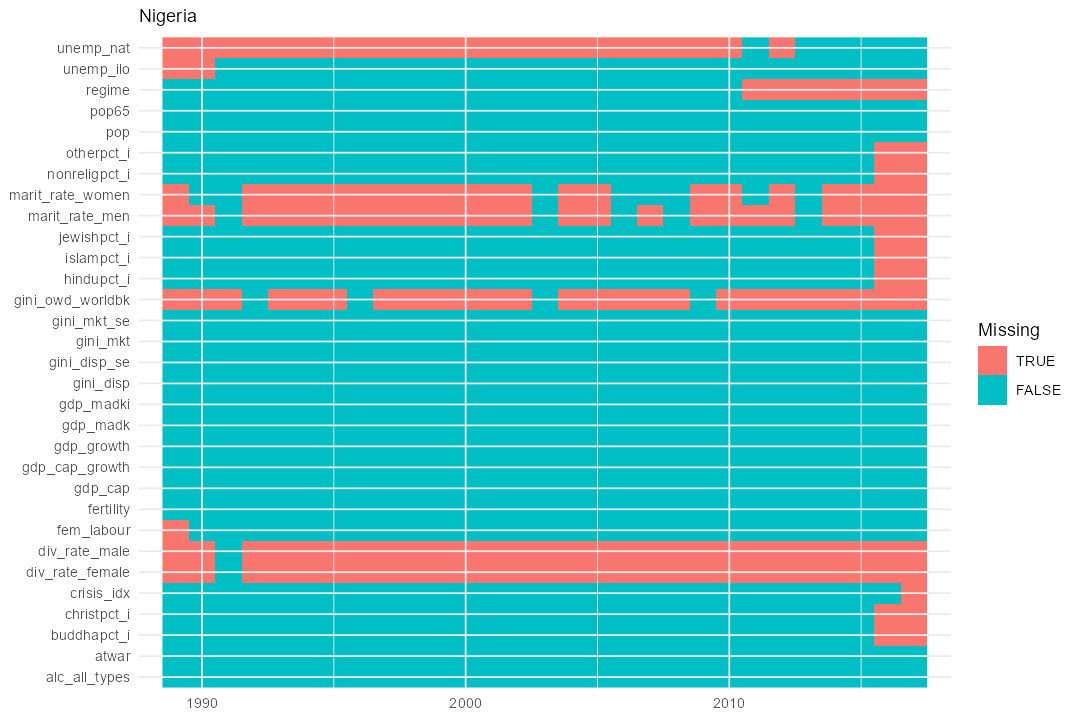 Nigeria
unemp_nat
unemp_ilo
regime
pop65
pop
otherpct_i
nonreligpct_i
marit_rate_women
marit_rate_men
jewishpct_i
islampct_i
hindupct_i
gini_owd_worldbk
gini_mkt_se
gini_mkt
gini_disp_se
gini_disp
gdp_madki
gdp_madk
gdp_growth
gdp_cap_growth
gdp_cap
fertility
fem_labour
div_rate_male
div_rate_female
crisis_idx
christpct_i
buddhapct_i
atwar
alc_all_types
1990 2000 2010
Missing
TRUE
FALSE